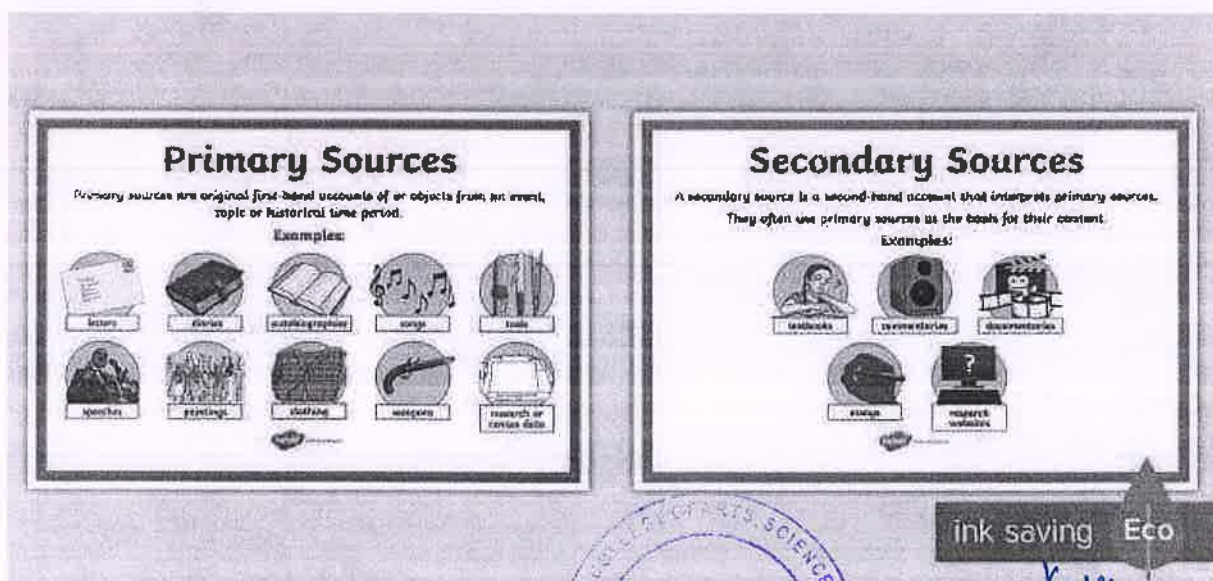 Primary Sources
Primary sources are original first-hand accounts of or objects from an event,
topic or historical time period.
Examples:
letters
diaries
autobiographies
songs
tools
speeches
paintings
clothing
weapons
research or
census data
Secondary Sources
A secondary source is a second-hand account that interprets primary sources.
They often use primary sources as the basis for their content.
Examples:
textbooks
commentaries
documentaries
essays
research
websites
ink saving Eco
ARTS, SCIENCE